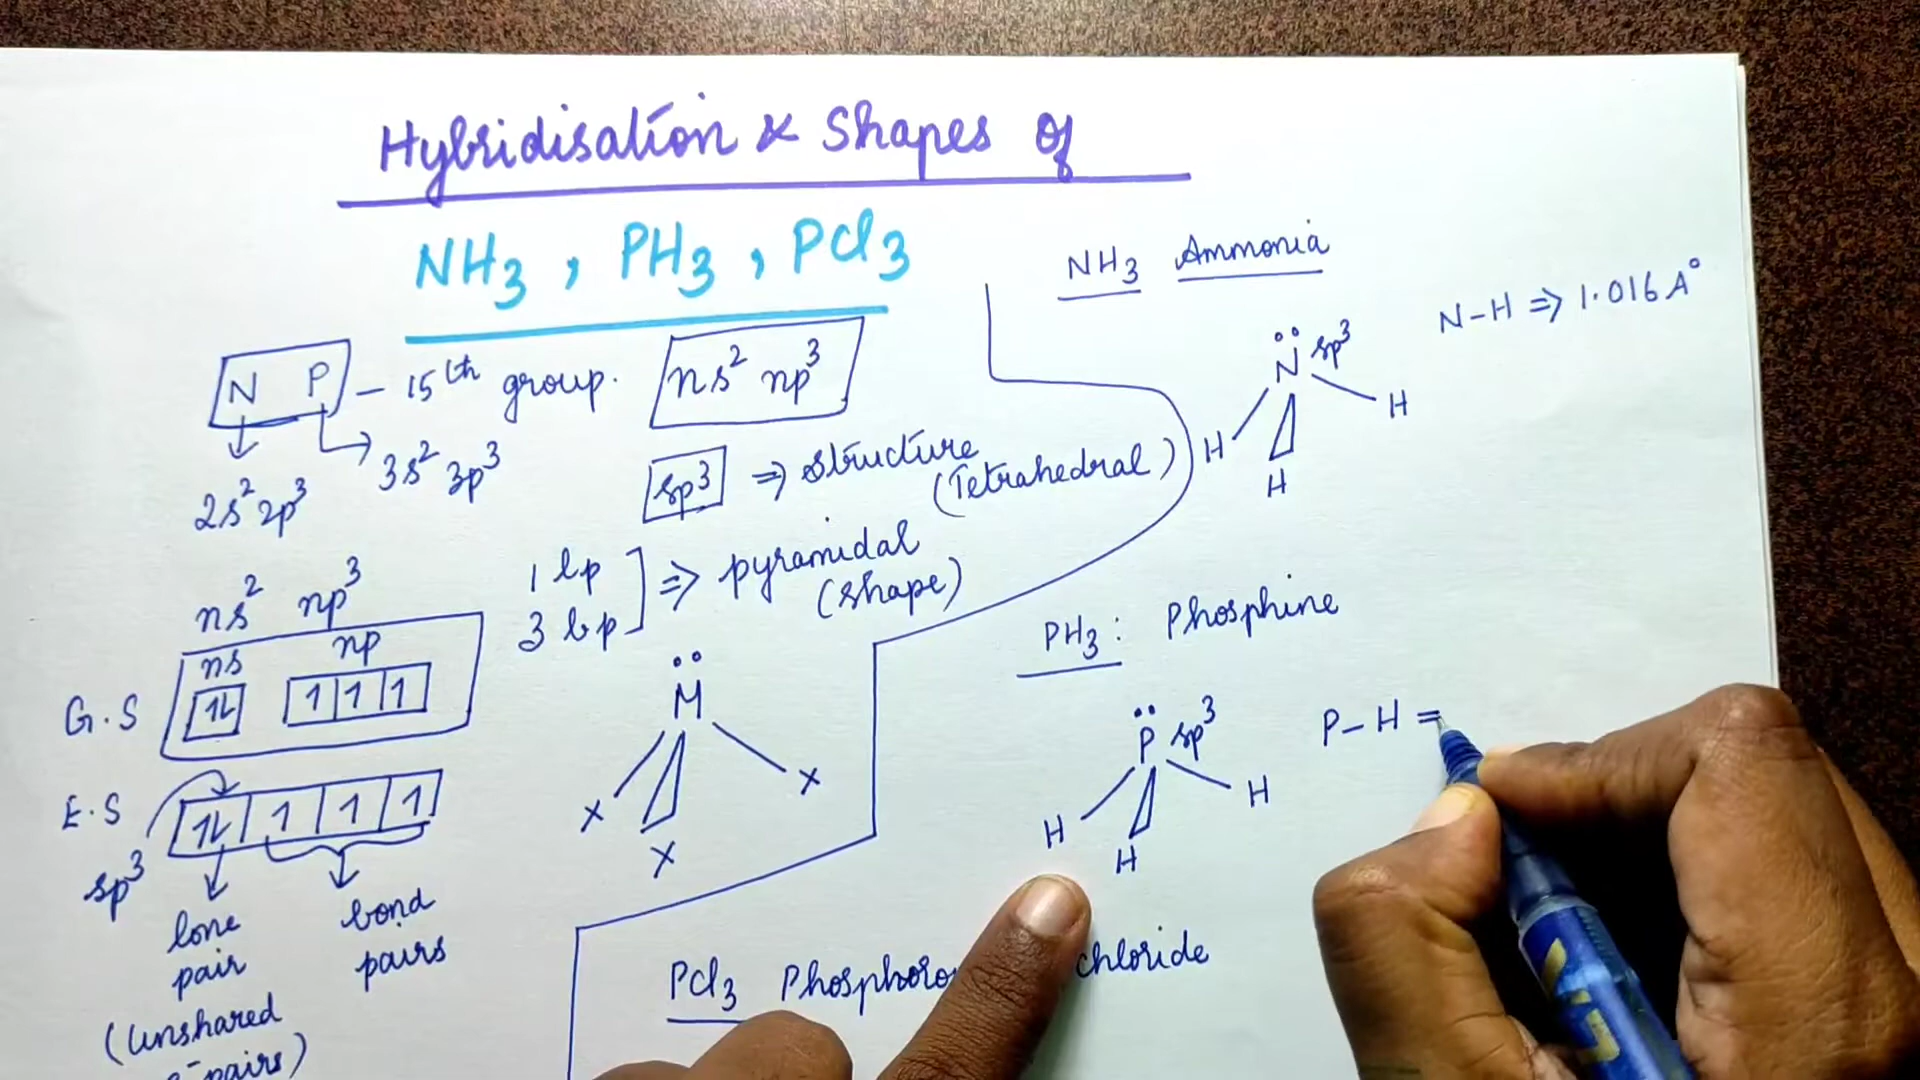 Hybridisation & Shapes of
NH3 , PH3 , PCl3
N P – 15th group. ns² np³
2s² 2p³
3s² 3p³
sp³ ⇒ structure
(Tetrahedral)
1 lp
3 bp
⇒ pyramidal
(shape)
ns² np³
ns np
G.S 1L 1 1 1
E.S 1L 1 1 1
sp³
lone
pair
(unshared
pairs)
bond
pairs
M
X X
X
NH3 Ammonia
N–H ⇒ 1.016 A°
N sp³
H H
H
PH3 : Phosphine
P–H =
P sp³
H H
H
PCl3 chloride